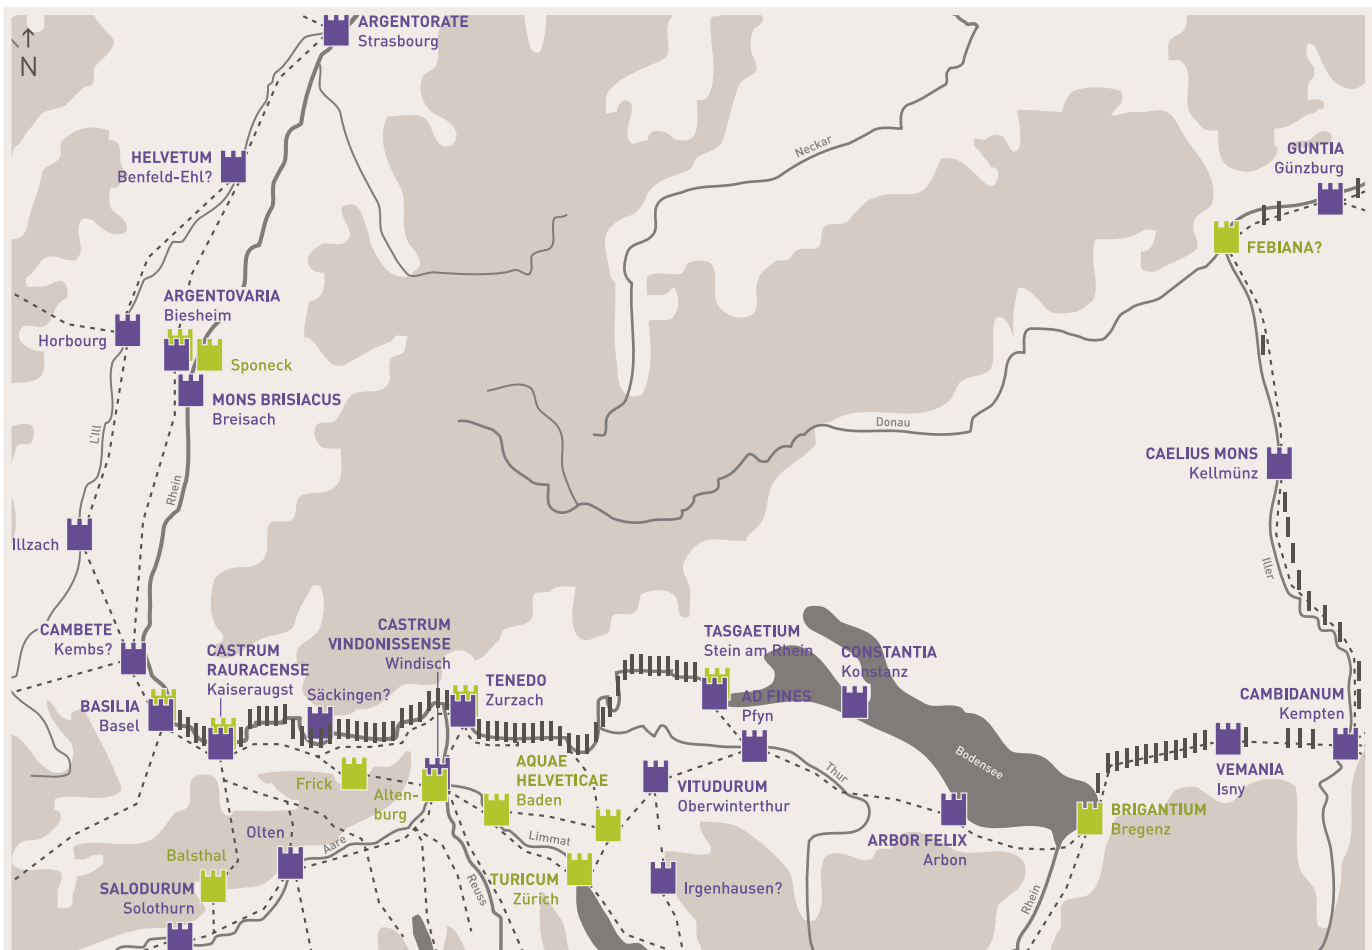 ARGENTORATE
Strasbourg
N
Neckar
HELVETUM
Benfeld-Ehl?
GUNTIA
Günzburg
FEBIANA?
ARGENTOVARIA
Biesheim
Horbourg
Sponeck
MONS BRISIACUS
Breisach
Donau
L'Ill
Rhein
CAELIUS MONS
Kellmünz
Illzach
Iller
CAMBETE
Kembs?
CASTRUM
RAURACENSE
Kaiseraugst
CASTRUM
VINDONISSENSE
Windisch
TASGAETIUM
Stein am Rhein
CONSTANTIA
Konstanz
Säckingen?
TENEDO
Zurzach
BASILIA
Basel
AD FINES
Pfyn
CAMBIDANUM
Kempten
Bodensee
AQUAE
HELVETICAE
Baden
Frick
Alten-
burg
VITUDURUM
Oberwinterthur
Thur
VEMANIA
Isny
BRIGANTIUM
Bregenz
Olten
Aare
Limmat
ARBOR FELIX
Arbon
Balsthal
SALODURUM
Solothurn
Reuss
TURICUM
Zürich
Irgenhausen?
Rhein